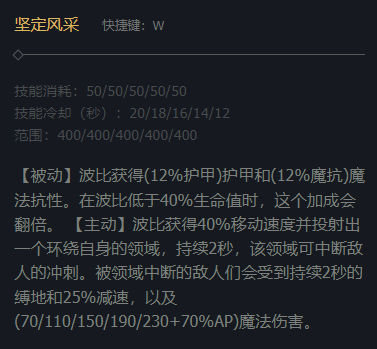 坚定风采 快捷键：W
技能消耗：50/50/50/50/50
技能冷却（秒）：20/18/16/14/12
范围：400/400/400/400/400
【被动】波比获得(12%护甲)护甲和(12%魔抗)魔
法抗性。在波比低于40%生命值时，这个加成会
翻倍。 【主动】波比获得40%移动速度并投射出
一个环绕自身的领域，持续2秒，该领域可中断敌
人的冲刺。被领域中断的敌人们会受到持续2秒的
缚地和25%减速，以及
(70/110/150/190/230+70%AP)魔法伤害。